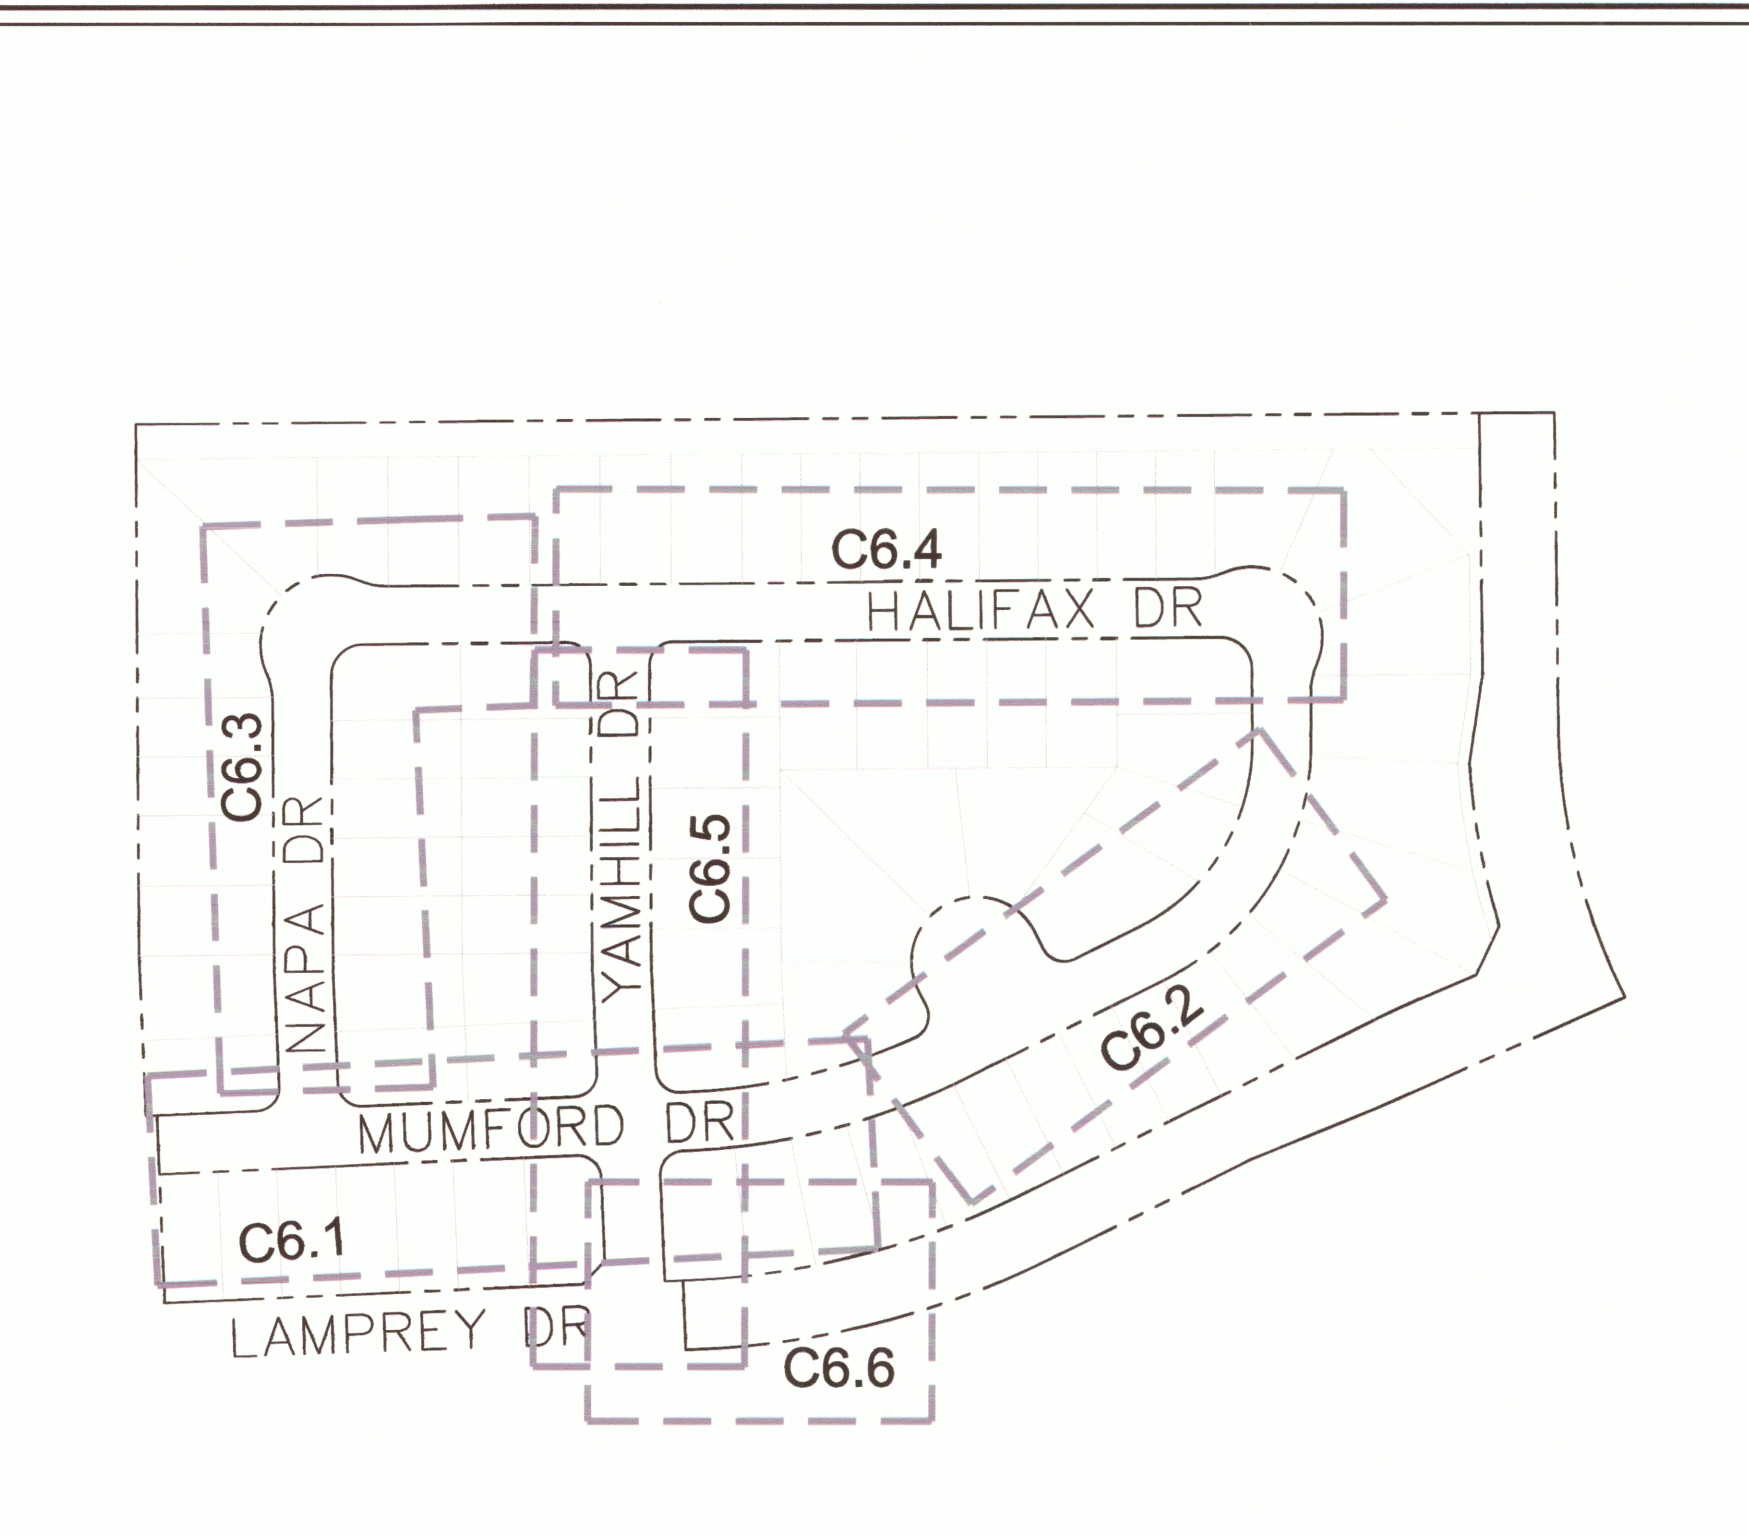 C6.4
HALIFAX DR
C6.3
NAPA DR
YAMHILL DR
C6.5
C6.2
MUMFORD DR
C6.1
LAMPREY DR
C6.6